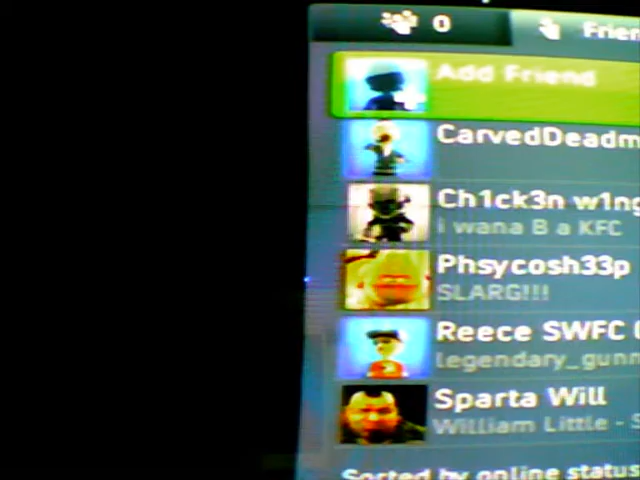 0 Frien
Add Friend
CarvedDeadm
Ch1ck3n w1ng
i wana B a KFC
Phsycosh33p
SLARG!!!
Reece SWFC
legendary_gunn
Sparta Will
William Little - S
Sorted by online status